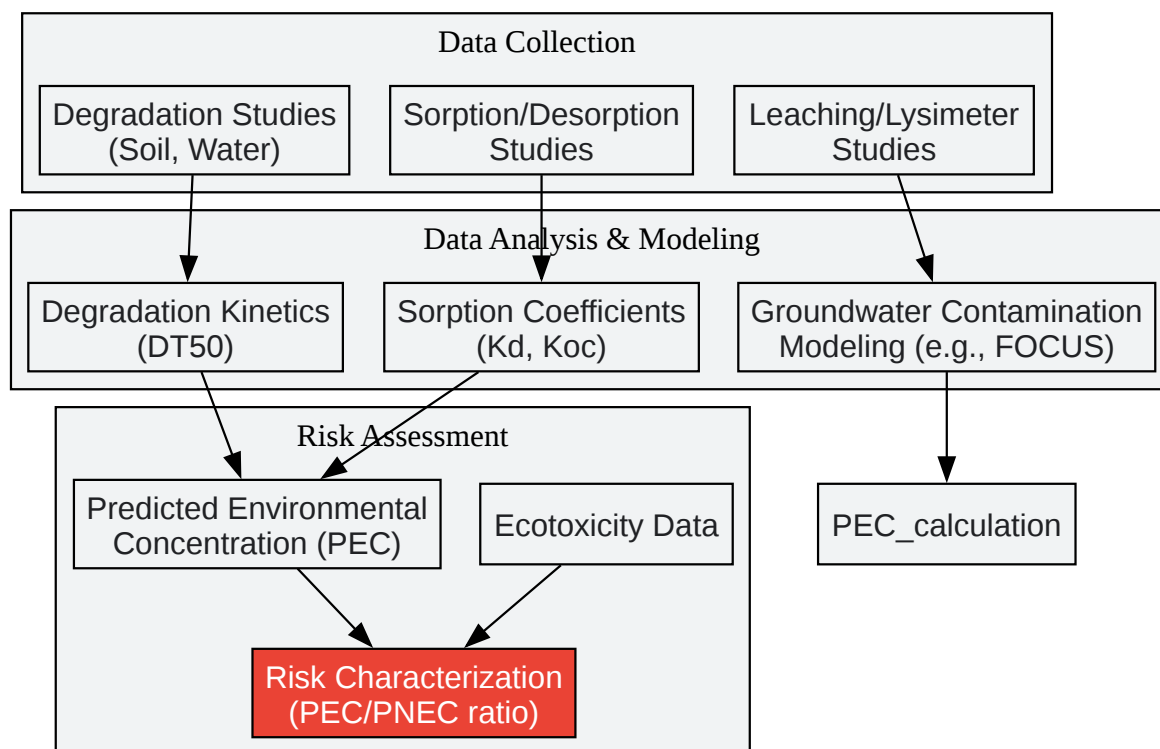 Data Collection
Degradation Studies
(Soil, Water)
Sorption/Desorption
Studies
Leaching/Lysimeter
Studies
Data Analysis & Modeling
Degradation Kinetics
(DT50)
Sorption Coefficients
(Kd, Koc)
Groundwater Contamination
Modeling (e.g., FOCUS)
Risk Assessment
Predicted Environmental
Concentration (PEC)
Ecotoxicity Data
PEC_calculation
Risk Characterization
(PEC/PNEC ratio)